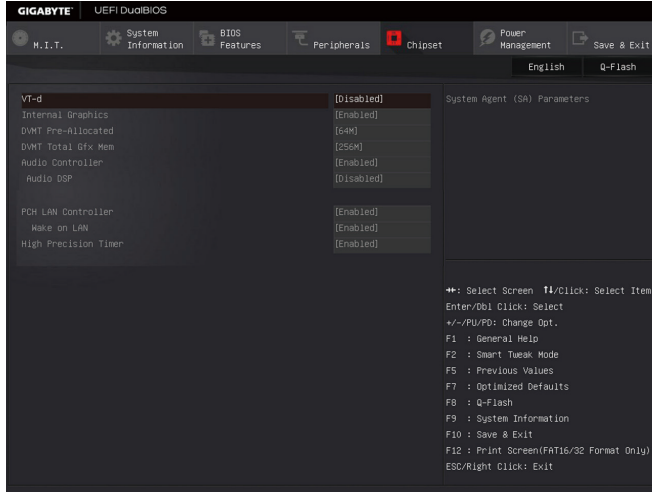 GIGABYTE™ UEFI DualBIOS
M.I.T. System Information BIOS Features Peripherals Chipset Power Management Save & Exit
English Q-Flash
VT-d [Disabled] System Agent (SA) Parameters
Internal Graphics [Enabled]
DVMT Pre-Allocated [64M]
DVMT Total Gfx Mem [256M]
Audio Controller [Enabled]
Audio DSP [Disabled]
PCH LAN Controller [Enabled]
Wake on LAN [Enabled]
High Precision Timer [Enabled]
→←: Select Screen ↑↓/Click: Select Item
Enter/Dbl Click: Select
+/-/PU/PD: Change Opt.
F1 : General Help
F2 : Smart Tweak Mode
F5 : Previous Values
F7 : Optimized Defaults
F8 : Q-Flash
F9 : System Information
F10 : Save & Exit
F12 : Print Screen(FAT16/32 Format Only)
ESC/Right Click: Exit